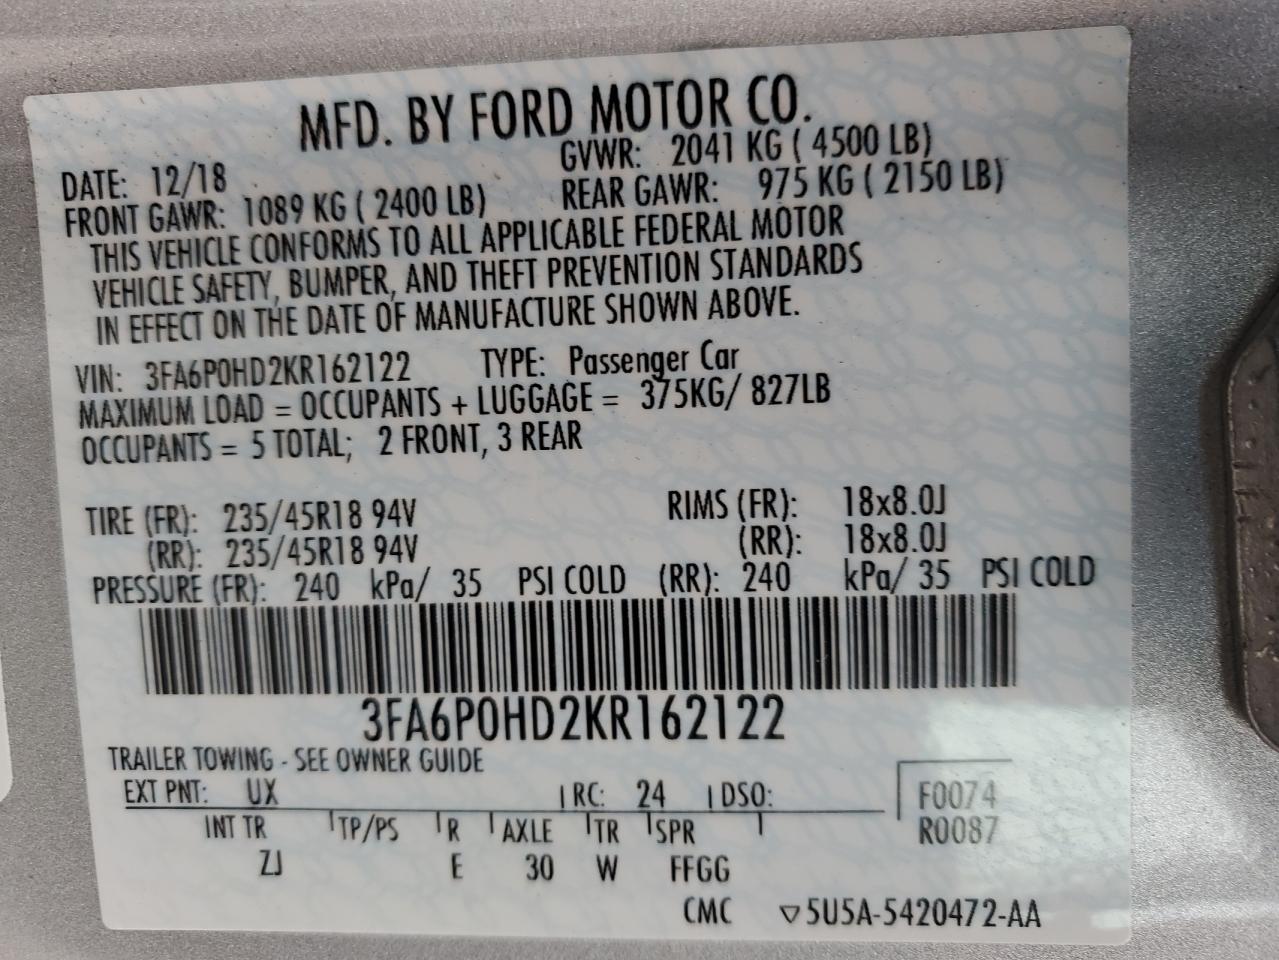 MFD. BY FORD MOTOR CO.
DATE: 12/18 GVWR: 2041 KG ( 4500 LB)
FRONT GAWR: 1089 KG ( 2400 LB) REAR GAWR: 975 KG ( 2150 LB)
THIS VEHICLE CONFORMS TO ALL APPLICABLE FEDERAL MOTOR
VEHICLE SAFETY, BUMPER, AND THEFT PREVENTION STANDARDS
IN EFFECT ON THE DATE OF MANUFACTURE SHOWN ABOVE.
VIN: 3FA6P0HD2KR162122 TYPE: Passenger Car
MAXIMUM LOAD = OCCUPANTS + LUGGAGE = 375KG/ 827LB
OCCUPANTS = 5 TOTAL; 2 FRONT, 3 REAR
TIRE (FR): 235/45R18 94V RIMS (FR): 18x8.0J
(RR): 235/45R18 94V (RR): 18x8.0J
PRESSURE (FR): 240 kPa/ 35 PSI COLD (RR): 240 kPa/ 35 PSI COLD
3FA6P0HD2KR162122
TRAILER TOWING - SEE OWNER GUIDE
EXT PNT: UX RC: 24 DSO: F0074
INT TR TP/PS R AXLE TR SPR R0087
ZJ E 30 W FFGG
CMC ▽5U5A-5420472-AA